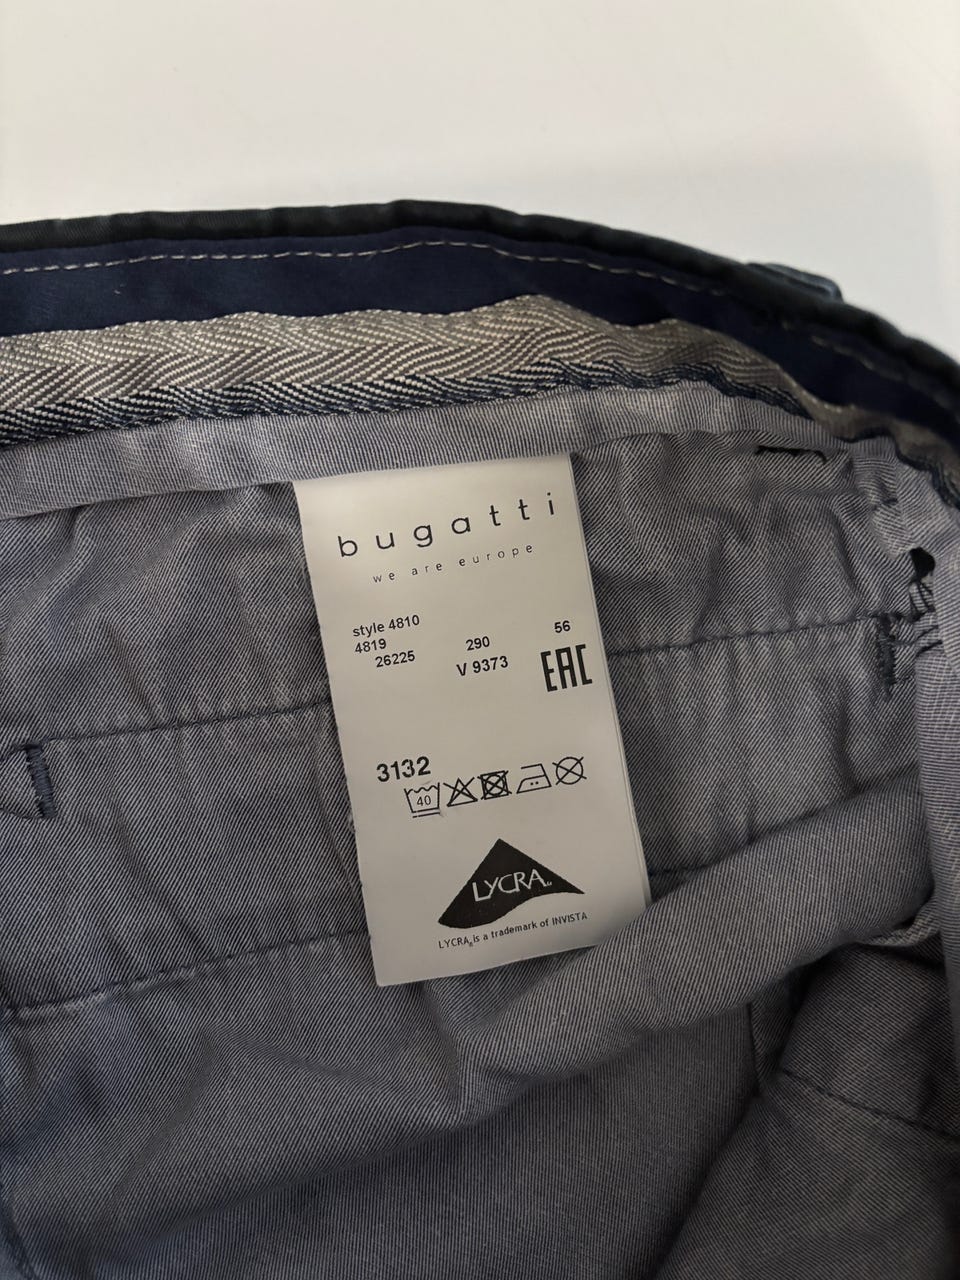 bugatti
we are europe
style 4810
4819 290 56
26225 V 9373 EAC
3132
40
LYCRA
LYCRA® is a trademark of INVISTA